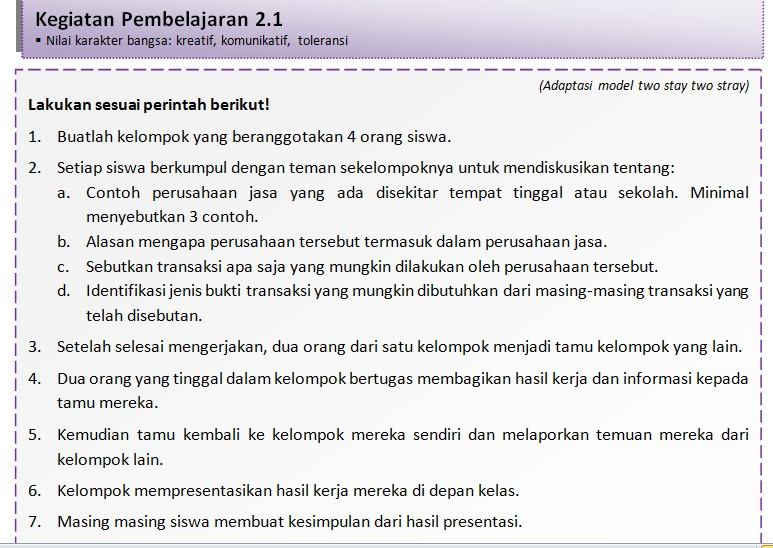 Kegiatan Pembelajaran 2.1
▪ Nilai karakter bangsa: kreatif, komunikatif, toleransi
(Adaptasi model two stay two stray)
Lakukan sesuai perintah berikut!
1. Buatlah kelompok yang beranggotakan 4 orang siswa.
2. Setiap siswa berkumpul dengan teman sekelompoknya untuk mendiskusikan tentang:
a. Contoh perusahaan jasa yang ada disekitar tempat tinggal atau sekolah. Minimal
menyebutkan 3 contoh.
b. Alasan mengapa perusahaan tersebut termasuk dalam perusahaan jasa.
c. Sebutkan transaksi apa saja yang mungkin dilakukan oleh perusahaan tersebut.
d. Identifikasi jenis bukti transaksi yang mungkin dibutuhkan dari masing-masing transaksi yang
telah disebutan.
3. Setelah selesai mengerjakan, dua orang dari satu kelompok menjadi tamu kelompok yang lain.
4. Dua orang yang tinggal dalam kelompok bertugas membagikan hasil kerja dan informasi kepada
tamu mereka.
5. Kemudian tamu kembali ke kelompok mereka sendiri dan melaporkan temuan mereka dari
kelompok lain.
6. Kelompok mempresentasikan hasil kerja mereka di depan kelas.
7. Masing masing siswa membuat kesimpulan dari hasil presentasi.